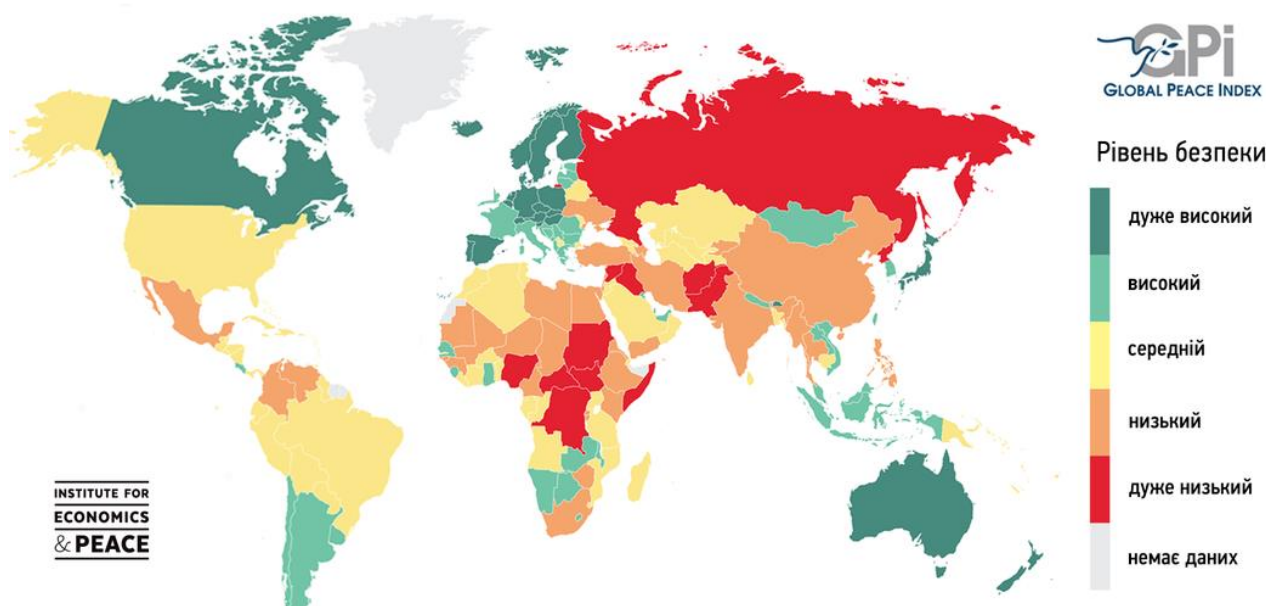 GPi
GLOBAL PEACE INDEX
Рівень безпеки
дуже високий
високий
середній
низький
дуже низький
немає даних
INSTITUTE FOR
ECONOMICS
& PEACE